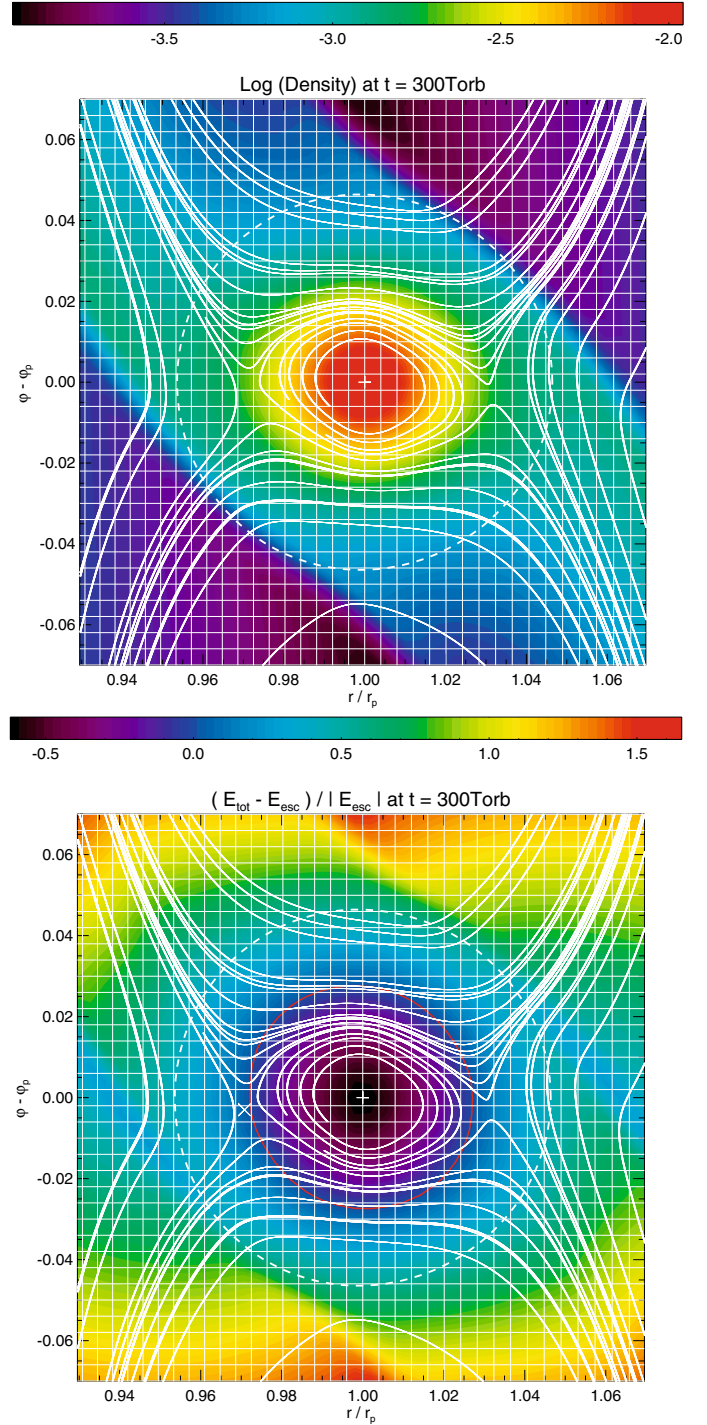 -3.5 -3.0 -2.5 -2.0
Log (Density) at t = 300Torb
0.06
0.04
0.02
0.00
-0.02
-0.04
-0.06
φ - φp
0.94 0.96 0.98 1.00 1.02 1.04 1.06
r / rp
-0.5 0.0 0.5 1.0 1.5
( Etot - Eesc ) / | Eesc | at t = 300Torb
0.06
0.04
0.02
0.00
-0.02
-0.04
-0.06
φ - φp
0.94 0.96 0.98 1.00 1.02 1.04 1.06
r / rp